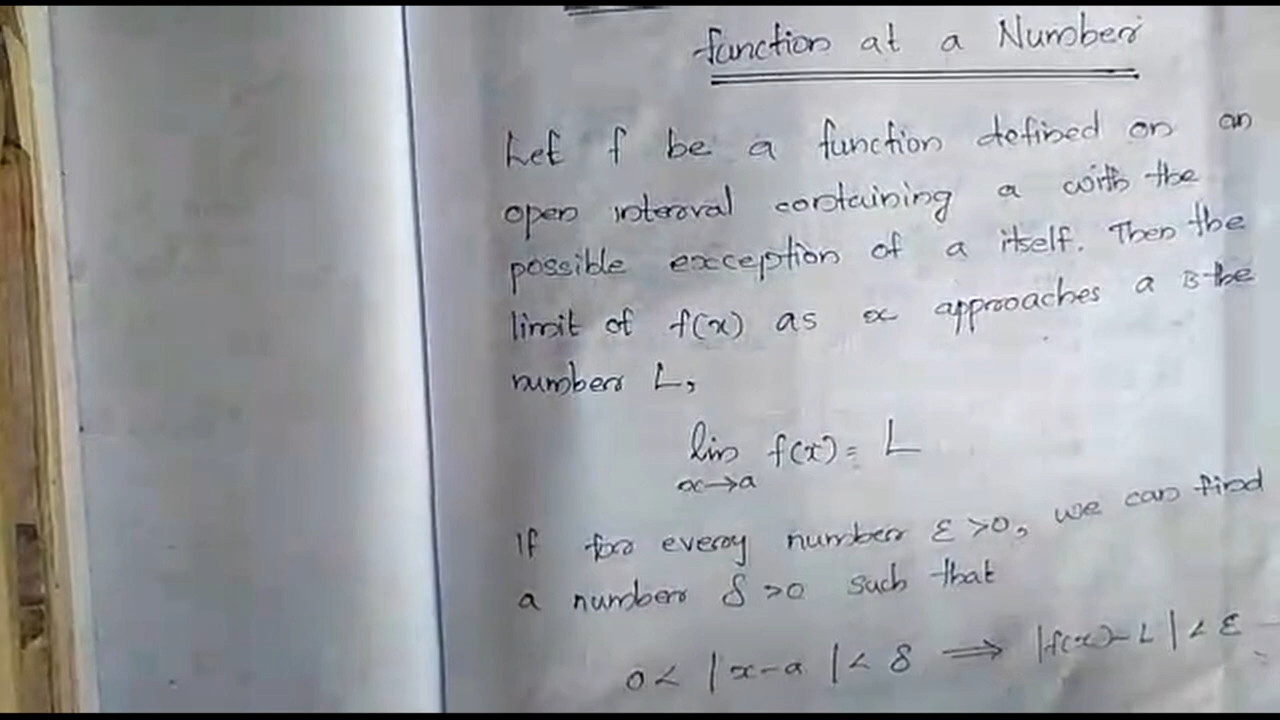 function at a Number
Let f be a function defined on an
open interval containing a with the
possible exception of a itself. Then the
limit of f(x) as x approaches a is the
number L,
lim f(x) = L
x→a
If for every number ε >0, we can find
a number δ >0 such that
0 < |x-a| < δ ⟹ |f(x)-L| < ε